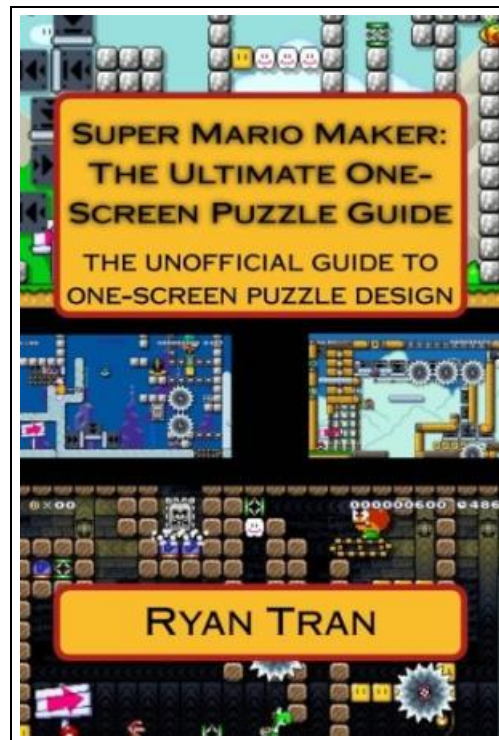 SUPER MARIO MAKER:
THE ULTIMATE ONE-
SCREEN PUZZLE GUIDE
THE UNOFFICIAL GUIDE TO
ONE-SCREEN PUZZLE DESIGN
000000600
RYAN TRAN